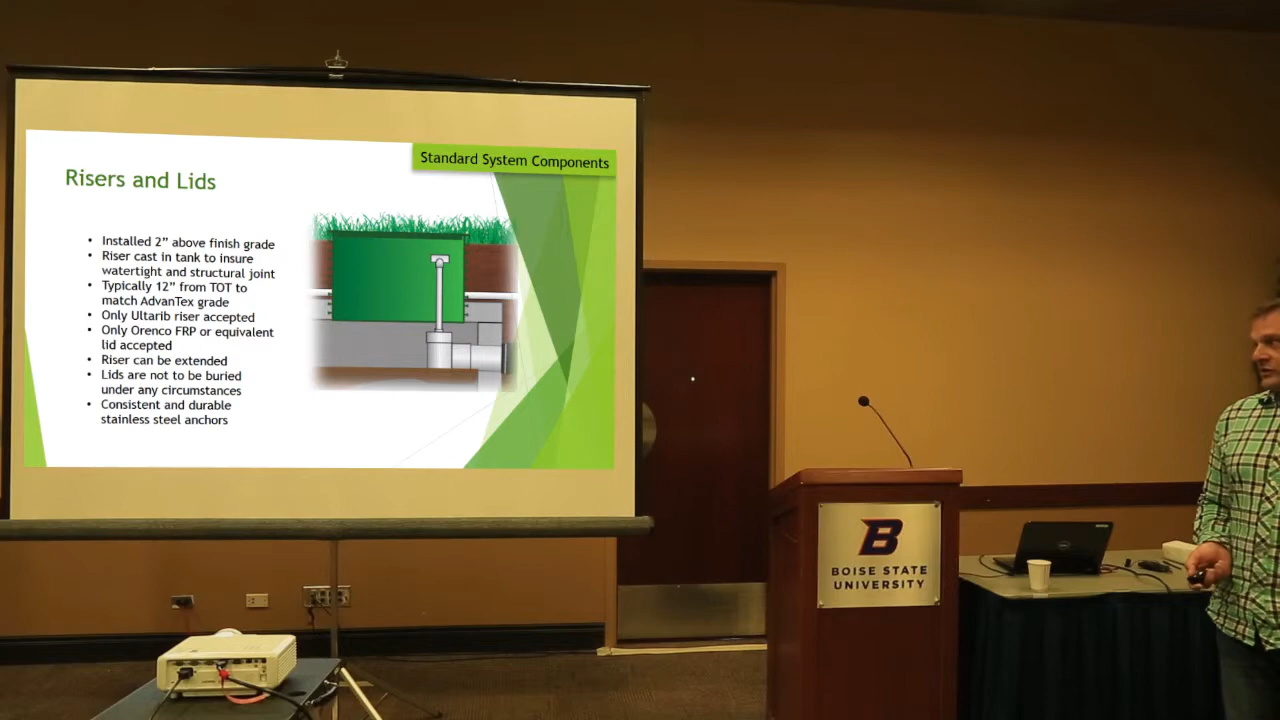 Standard System Components
Risers and Lids
• Installed 2” above finish grade
• Riser cast in tank to insure
watertight and structural joint
• Typically 12” from TOT to
match AdvanTex grade
• Only Ultarib riser accepted
• Only Orenco FRP or equivalent
lid accepted
• Riser can be extended
• Lids are not to be buried
under any circumstances
• Consistent and durable
stainless steel anchors
B
BOISE STATE
UNIVERSITY